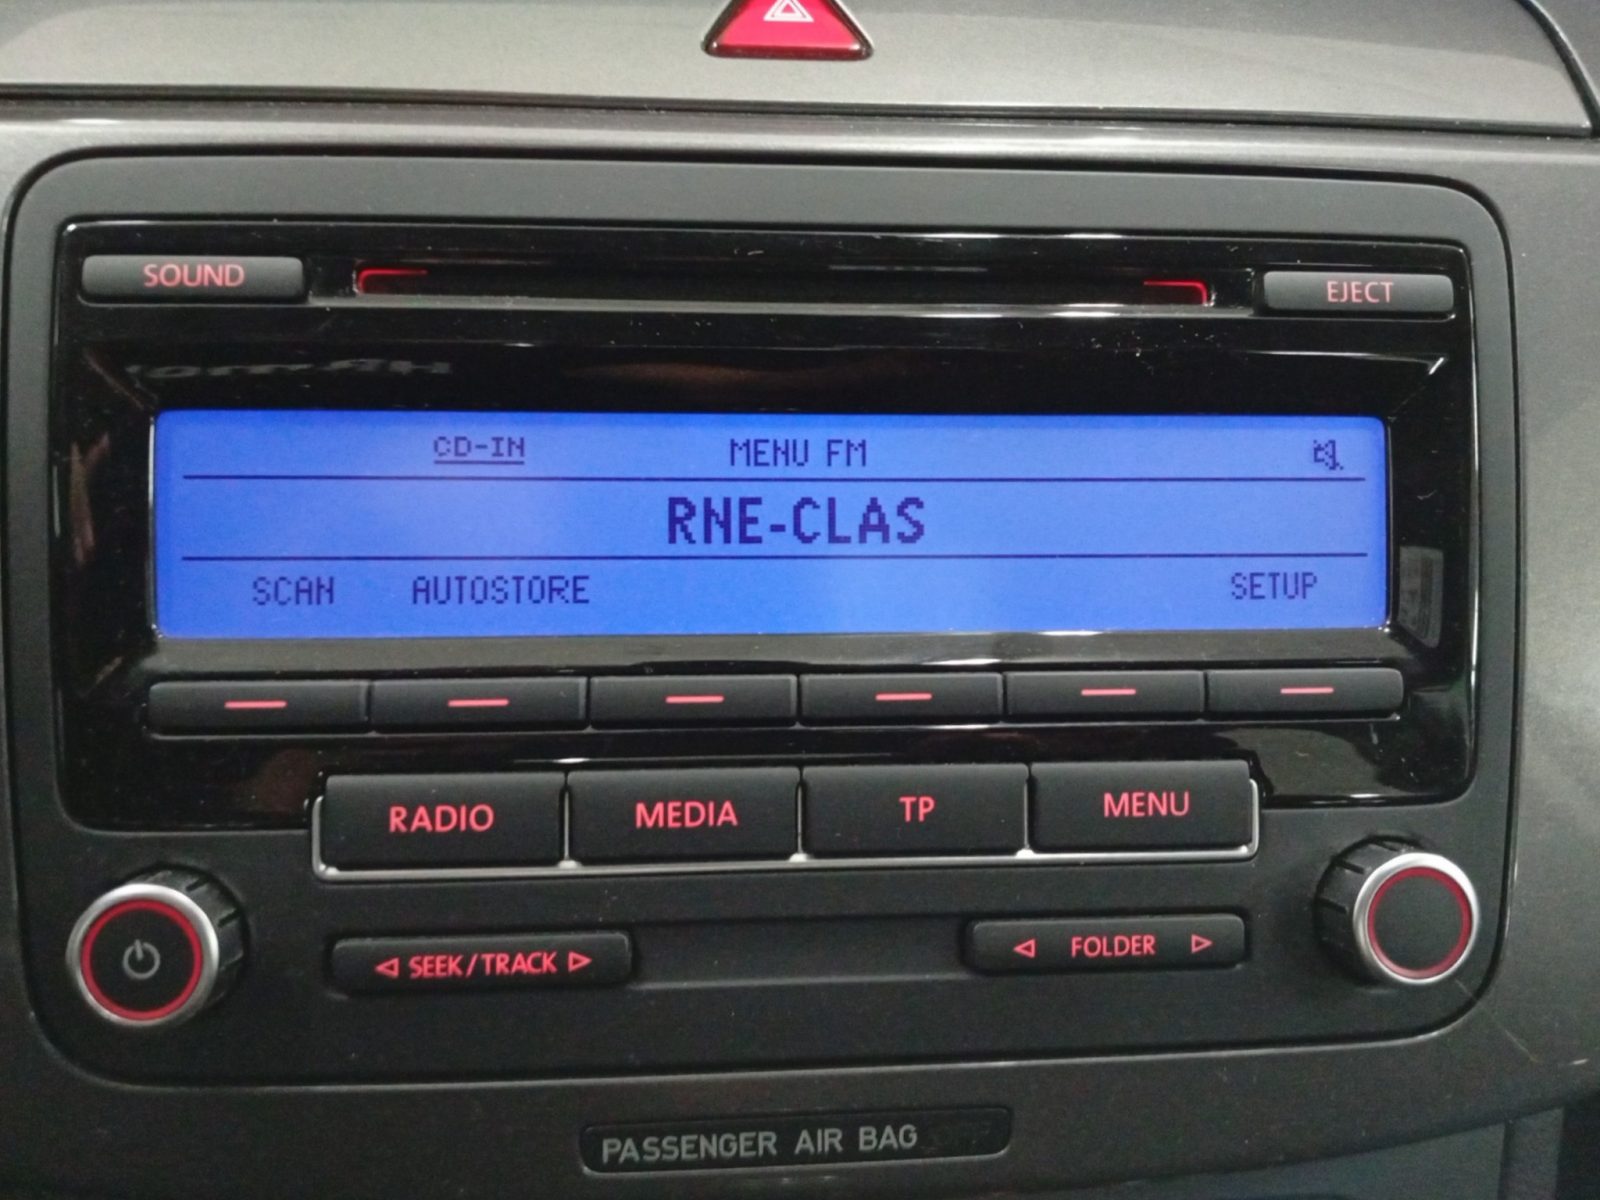 SOUND
EJECT
CD-IN MENU FM
RNE-CLAS
SCAN AUTOSTORE SETUP
RADIO MEDIA TP MENU
SEEK/TRACK FOLDER
PASSENGER AIR BAG